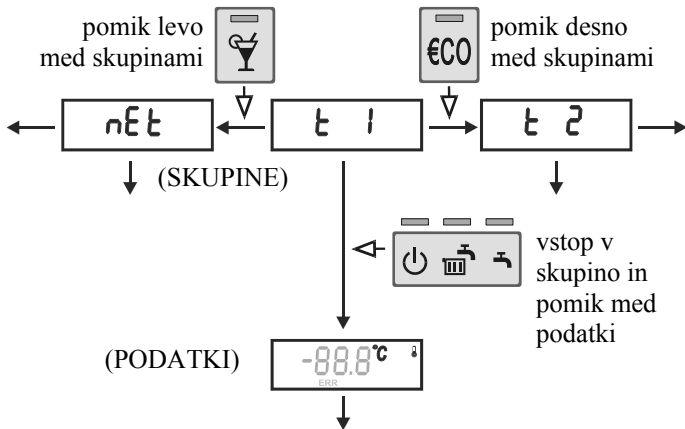 pomik levo
med skupinami
€CO
pomik desno
med skupinami
nEt
t 1
t 2
(SKUPINE)
vstop v
skupino in
pomik med
podatki
(PODATKI)
-88.8°C
ERR